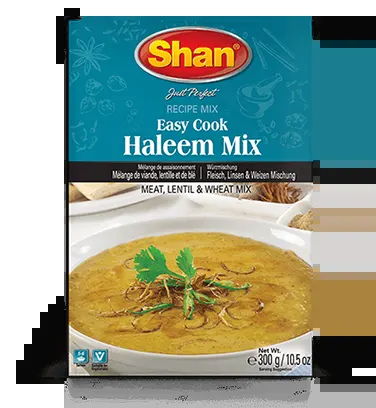 Shan®
Just Perfect
RECIPE MIX
Easy Cook
Haleem Mix
Mélange de assaisonnement
Mélange de viande, lentille et de blé
Würzmischung
Fleisch, Linsen & Weizen Mischung
MEAT, LENTIL & WHEAT MIX
Net Wt.
℮ 300 g / 10.5 oz
Serving Suggestion